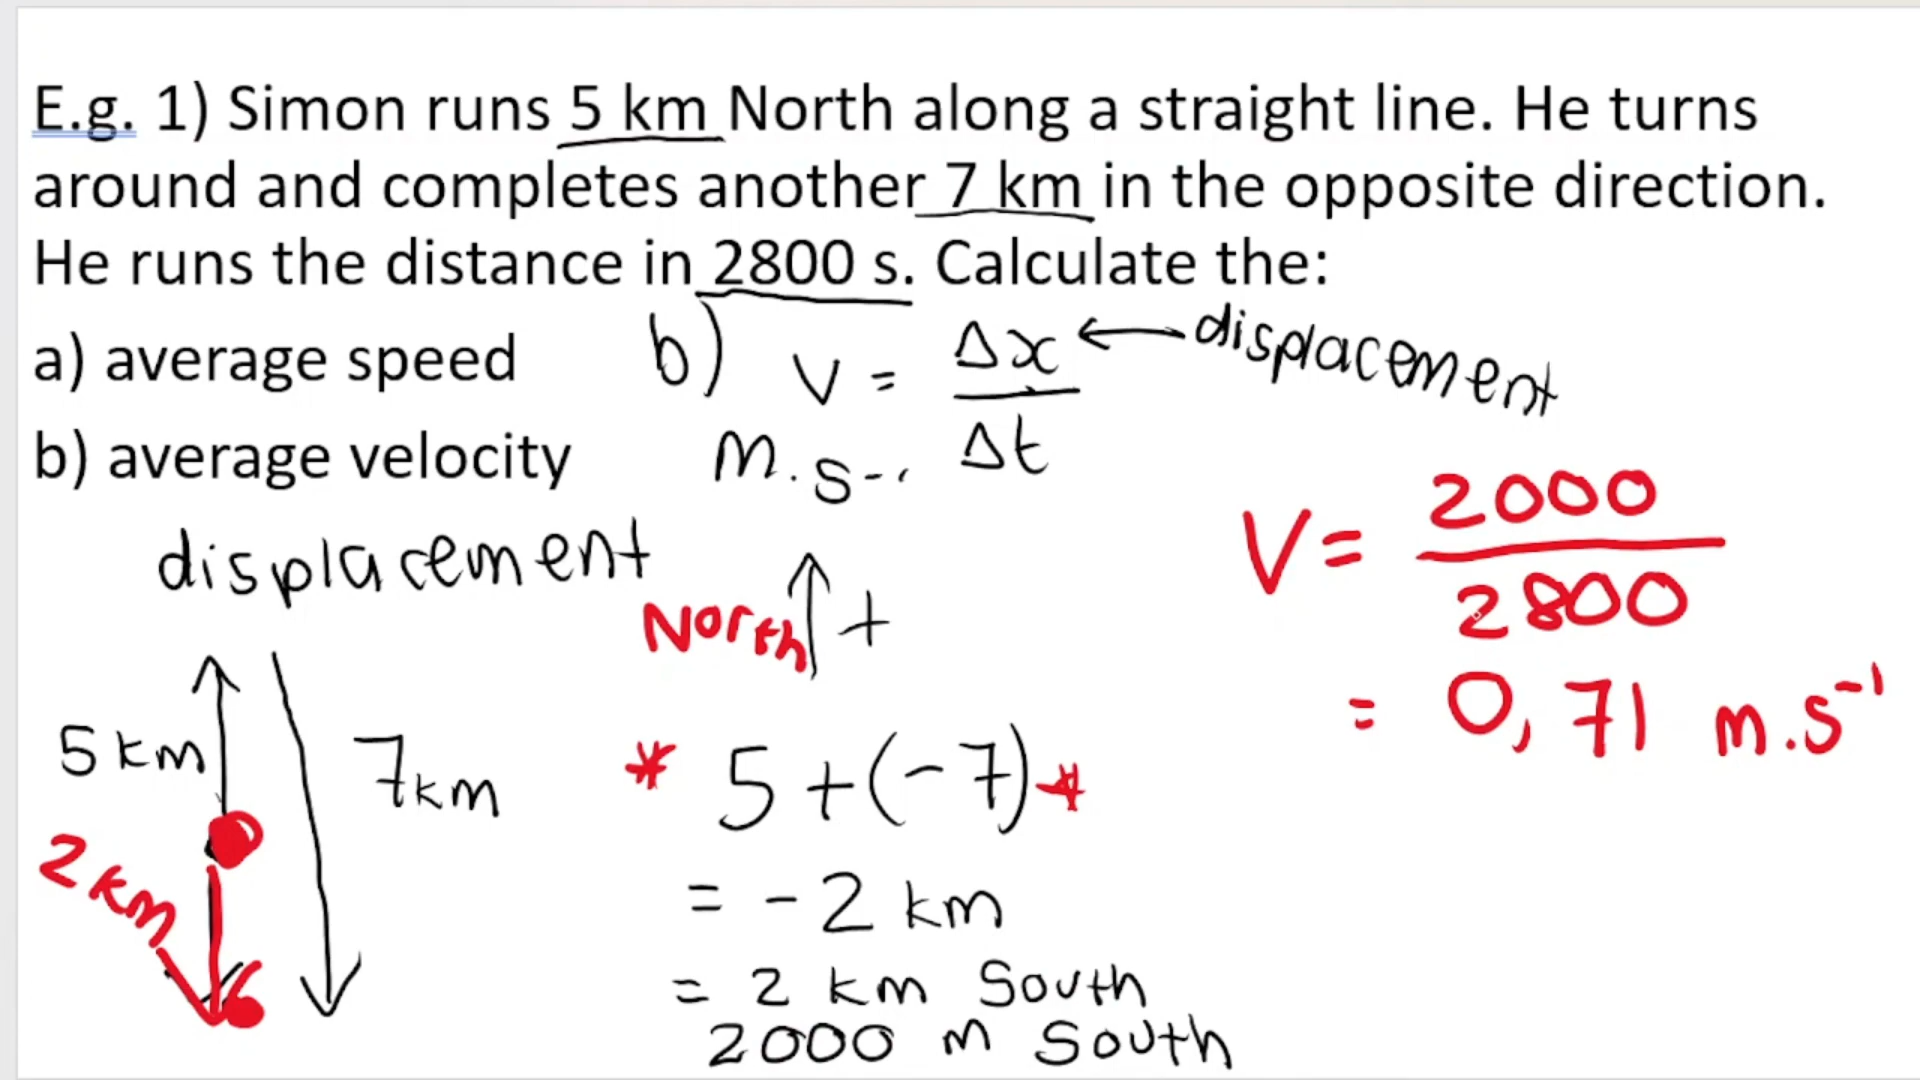 E.g. 1) Simon runs 5 km North along a straight line. He turns
around and completes another 7 km in the opposite direction.
He runs the distance in 2800 s. Calculate the:
a) average speed
b) average velocity
b) v = Δx ← displacement
Δt
m.s-1
displacement
North ↑ +
5 km
7 km
2 km
* 5 + (-7) *
= -2 km
= 2 km South
2000 m South
V = 2000
2800
= 0,71 m.s⁻¹